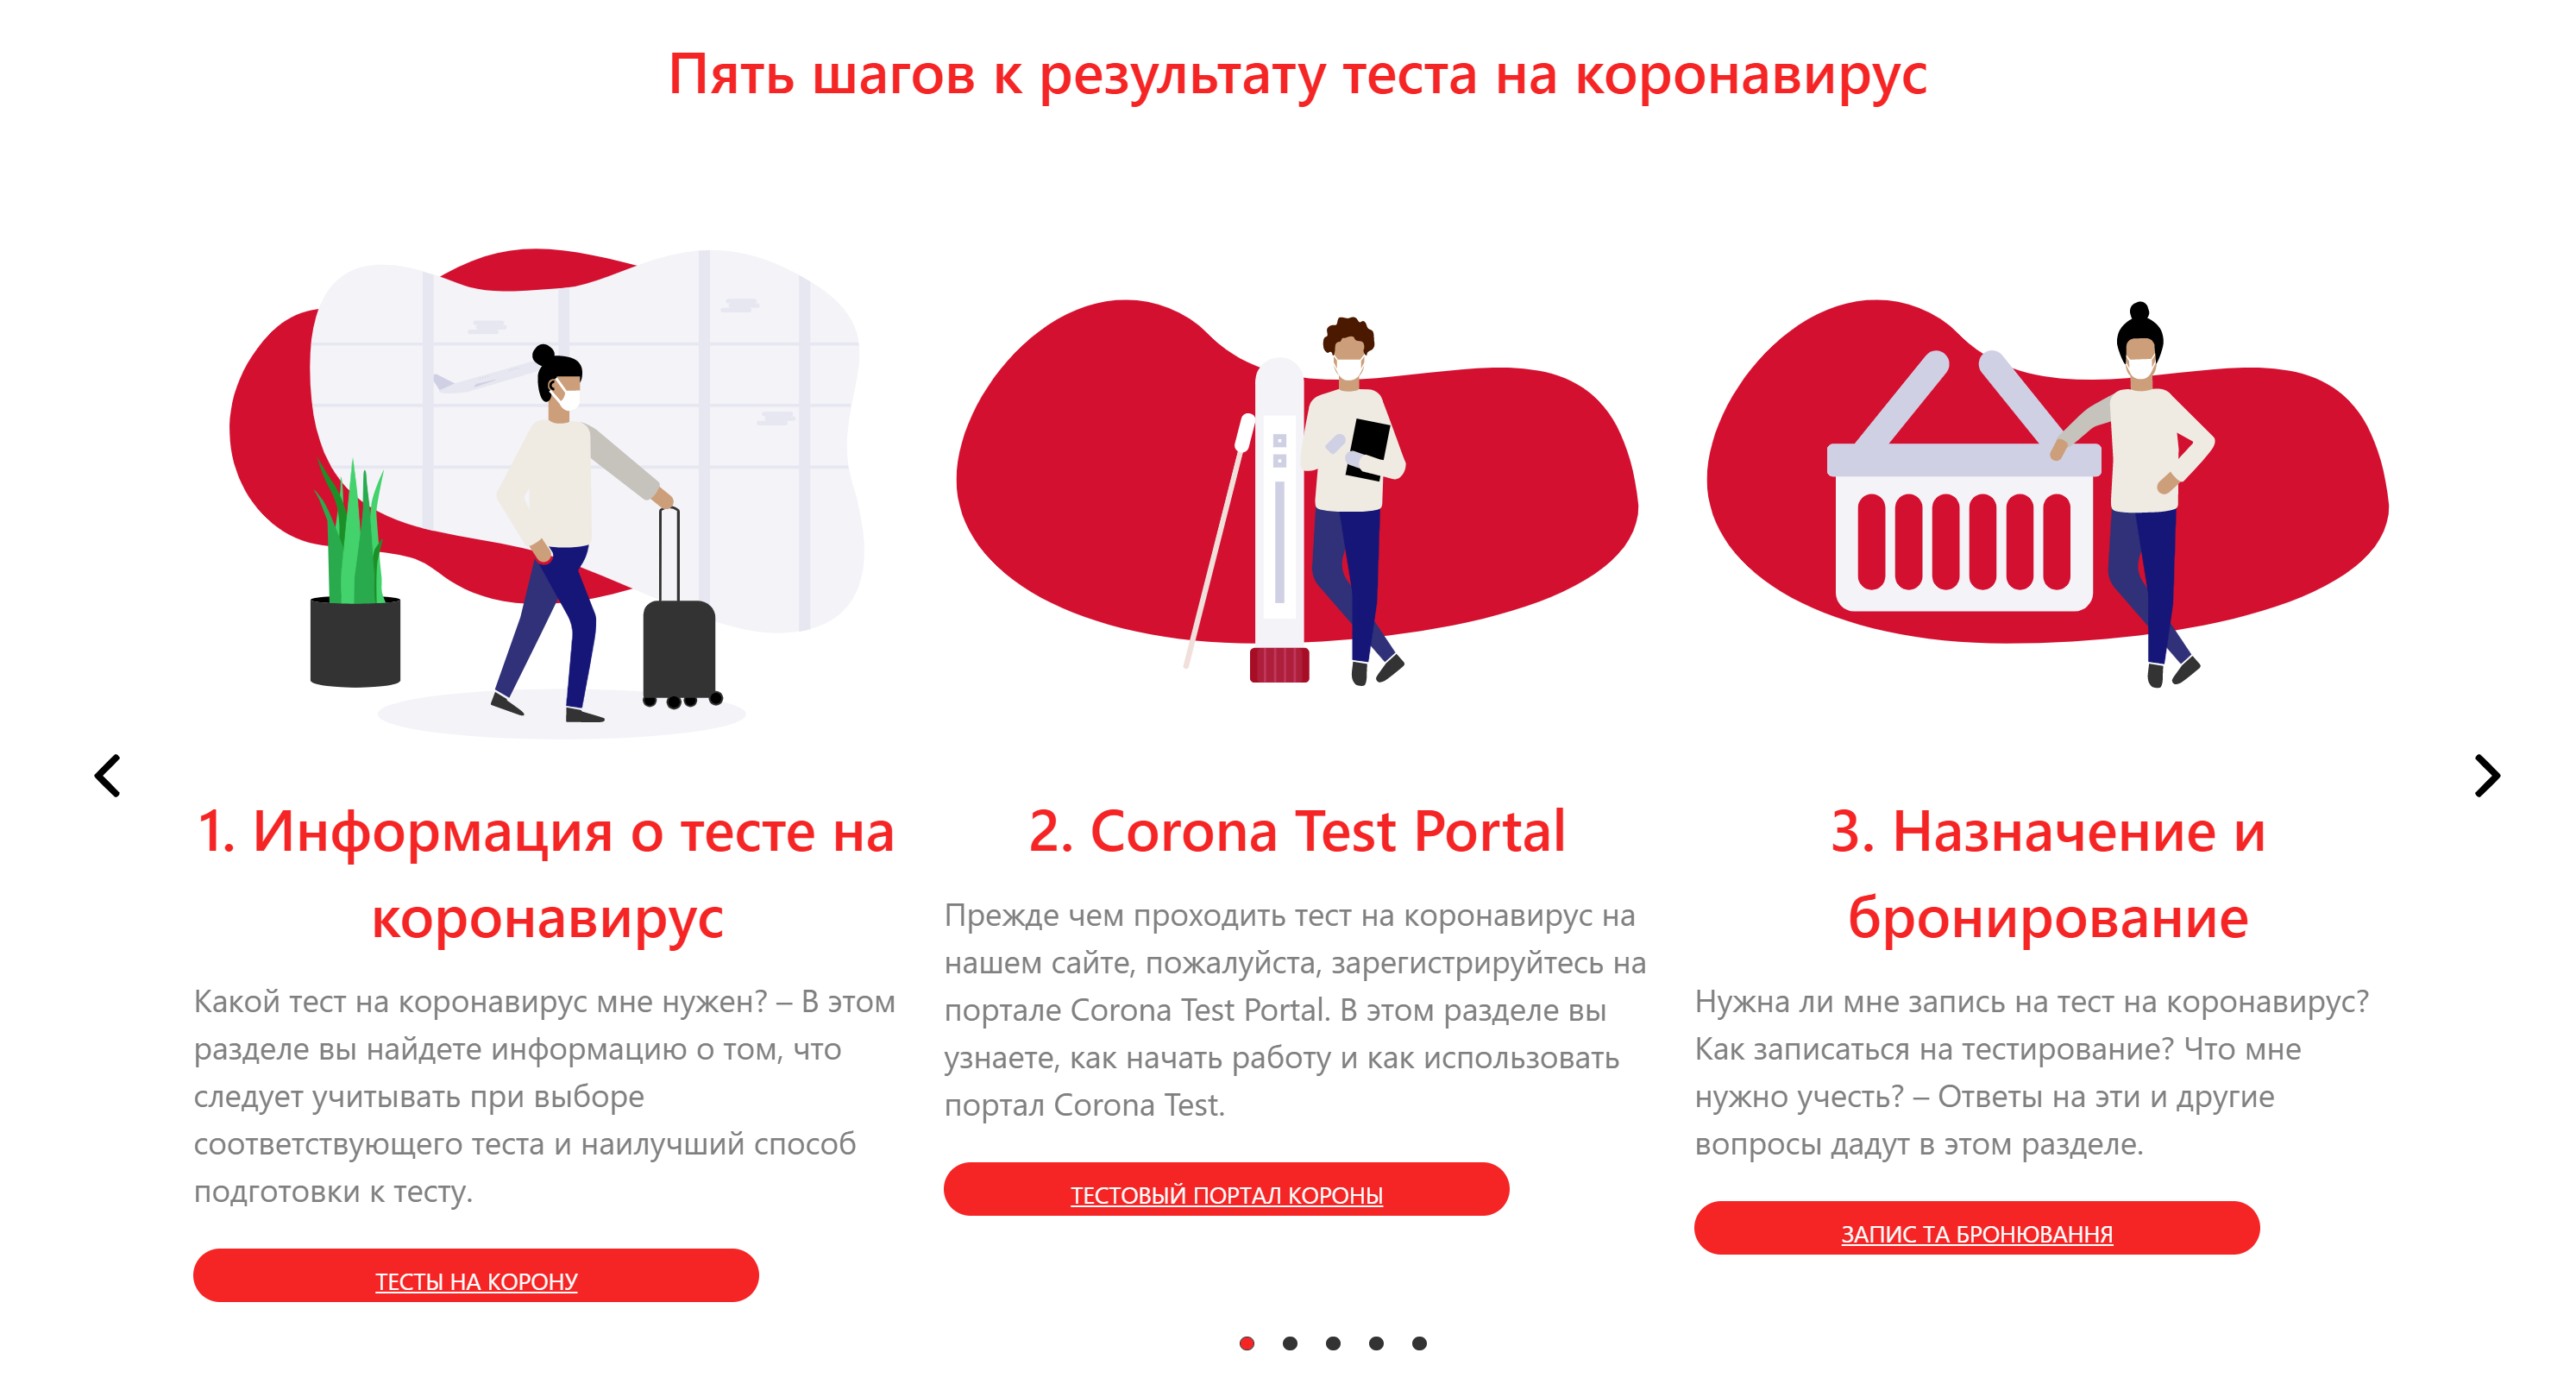 Пять шагов к результату теста на коронавирус
1. Информация о тесте на
коронавирус
Какой тест на коронавирус мне нужен? – В этом
разделе вы найдете информацию о том, что
следует учитывать при выборе
соответствующего теста и наилучший способ
подготовки к тесту.
ТЕСТЫ НА КОРОНУ
2. Corona Test Portal
Прежде чем проходить тест на коронавирус на
нашем сайте, пожалуйста, зарегистрируйтесь на
портале Corona Test Portal. В этом разделе вы
узнаете, как начать работу и как использовать
портал Corona Test.
ТЕСТОВЫЙ ПОРТАЛ КОРОНЫ
3. Назначение и
бронирование
Нужна ли мне запись на тест на коронавирус?
Как записаться на тестирование? Что мне
нужно учесть? – Ответы на эти и другие
вопросы дадут в этом разделе.
ЗАПИС ТА БРОНЮВАННЯ